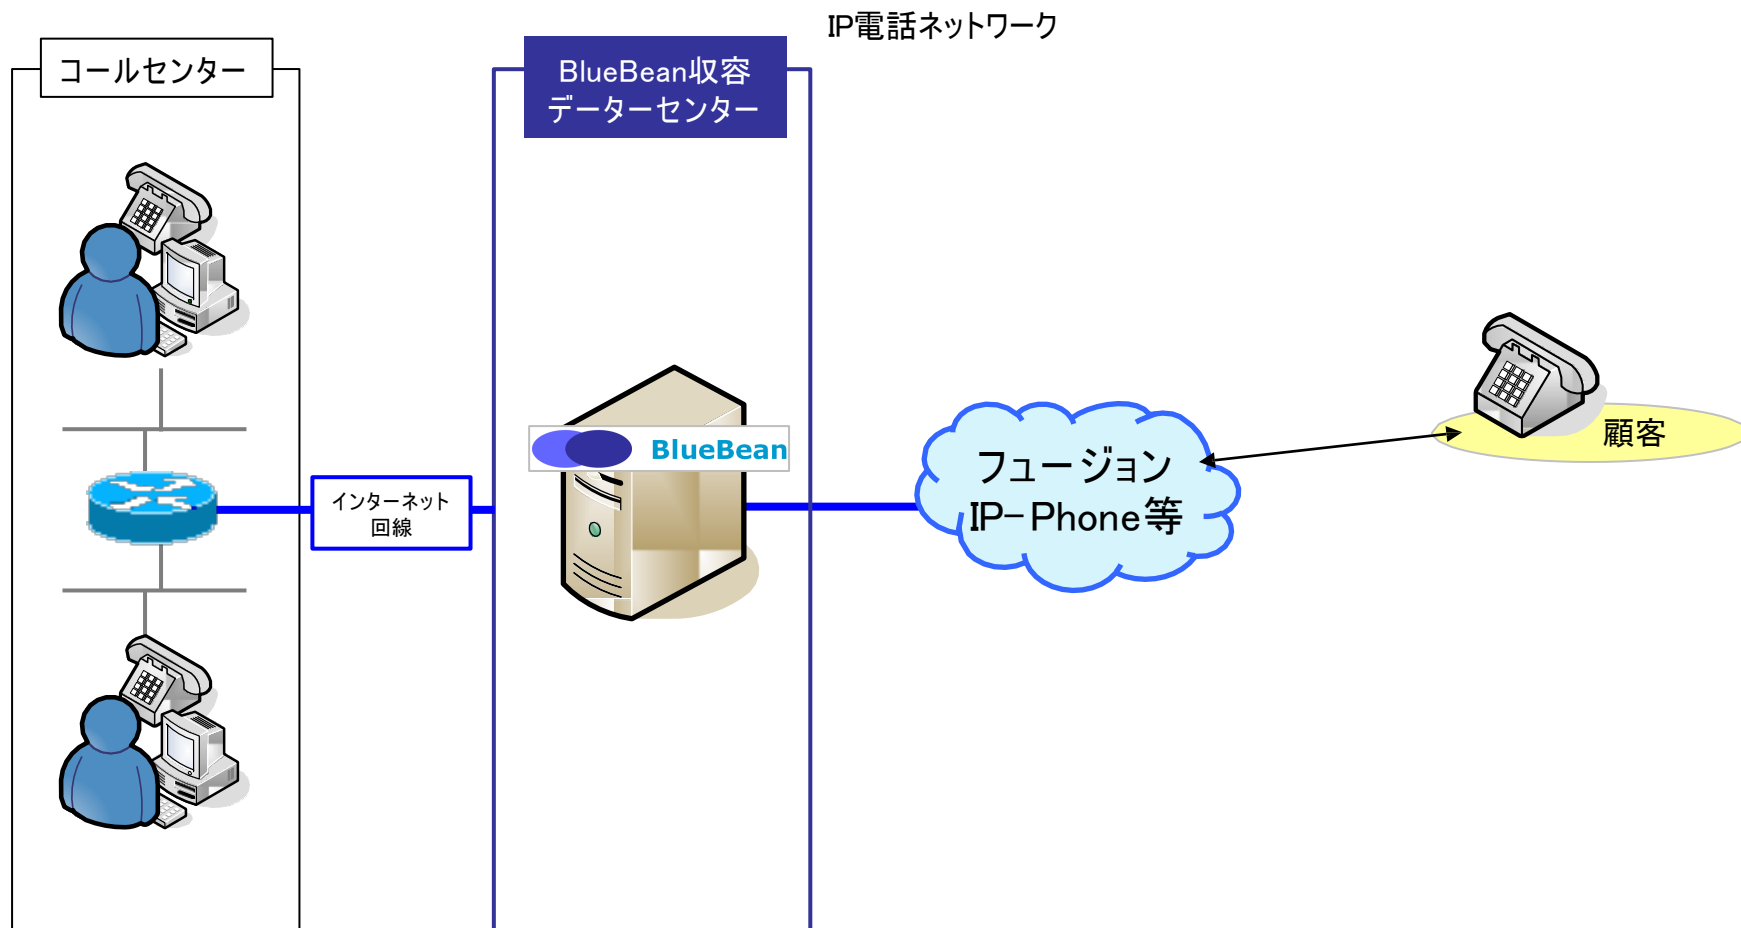 IP電話ネットワーク
コールセンター
BlueBean収容
データーセンター
インターネット
回線
BlueBean
フュージョン
IP-Phone等
顧客